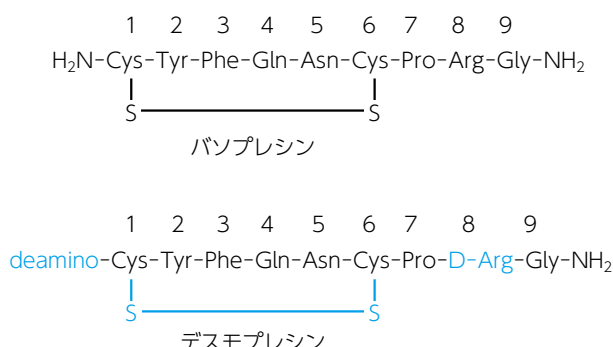 1 2 3 4 5 6 7 8 9
H₂N-Cys-Tyr-Phe-Gln-Asn-Cys-Pro-Arg-Gly-NH₂
S S
バソプレシン
1 2 3 4 5 6 7 8 9
deamino-Cys-Tyr-Phe-Gln-Asn-Cys-Pro-D-Arg-Gly-NH₂
S S
デスモプレシン